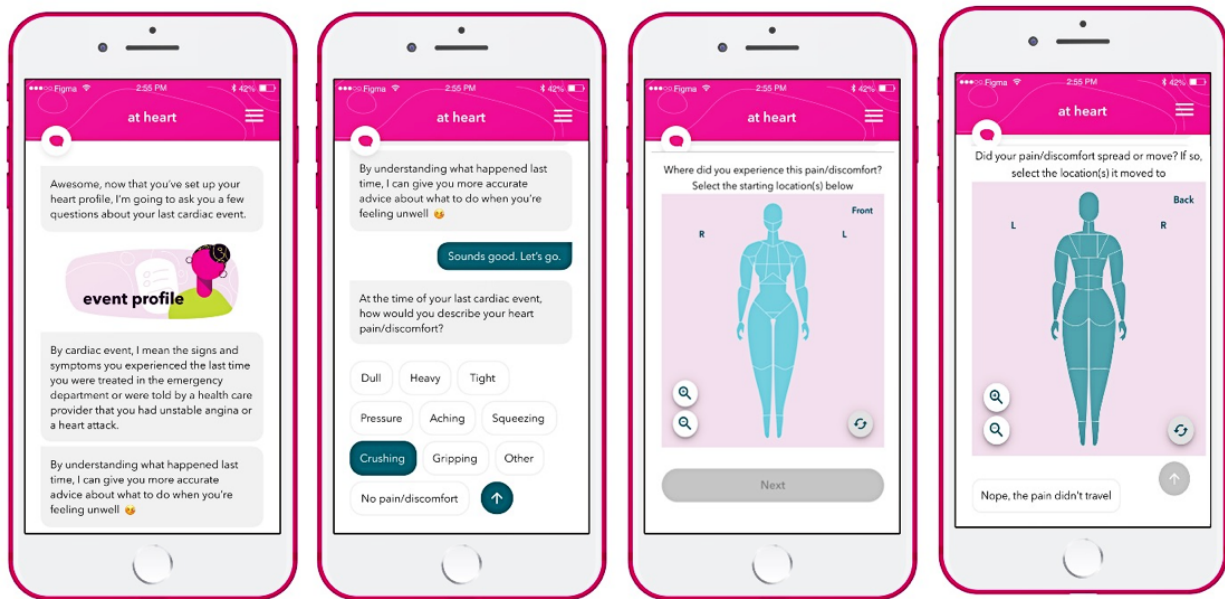 Figma 2:55 PM 42%
at heart
Awesome, now that you've set up your
heart profile, I'm going to ask you a few
questions about your last cardiac event.
event profile
By cardiac event, I mean the signs and
symptoms you experienced the last time
you were treated in the emergency
department or were told by a health care
provider that you had unstable angina or
a heart attack.
By understanding what happened last
time, I can give you more accurate
advice about what to do when you're
feeling unwell 😚
Figma 2:55 PM 42%
at heart
By understanding what happened last
time, I can give you more accurate
advice about what to do when you're
feeling unwell 😚
Sounds good. Let's go.
At the time of your last cardiac event,
how would you describe your heart
pain/discomfort?
Dull Heavy Tight
Pressure Aching Squeezing
Crushing Gripping Other
No pain/discomfort
Figma 2:55 PM 42%
at heart
Where did you experience this pain/discomfort?
Select the starting location(s) below
Front
R L
Next
Figma 2:55 PM 42%
at heart
Did your pain/discomfort spread or move? If so,
select the location(s) it moved to
Back
L R
Nope, the pain didn't travel